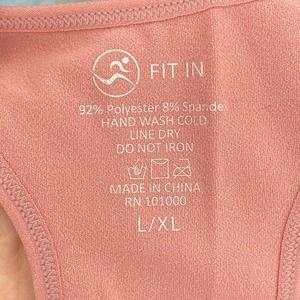 FIT IN
92% Polyester 8% Spandex
HAND WASH COLD
LINE DRY
DO NOT IRON
MADE IN CHINA
RN 101000
L/XL